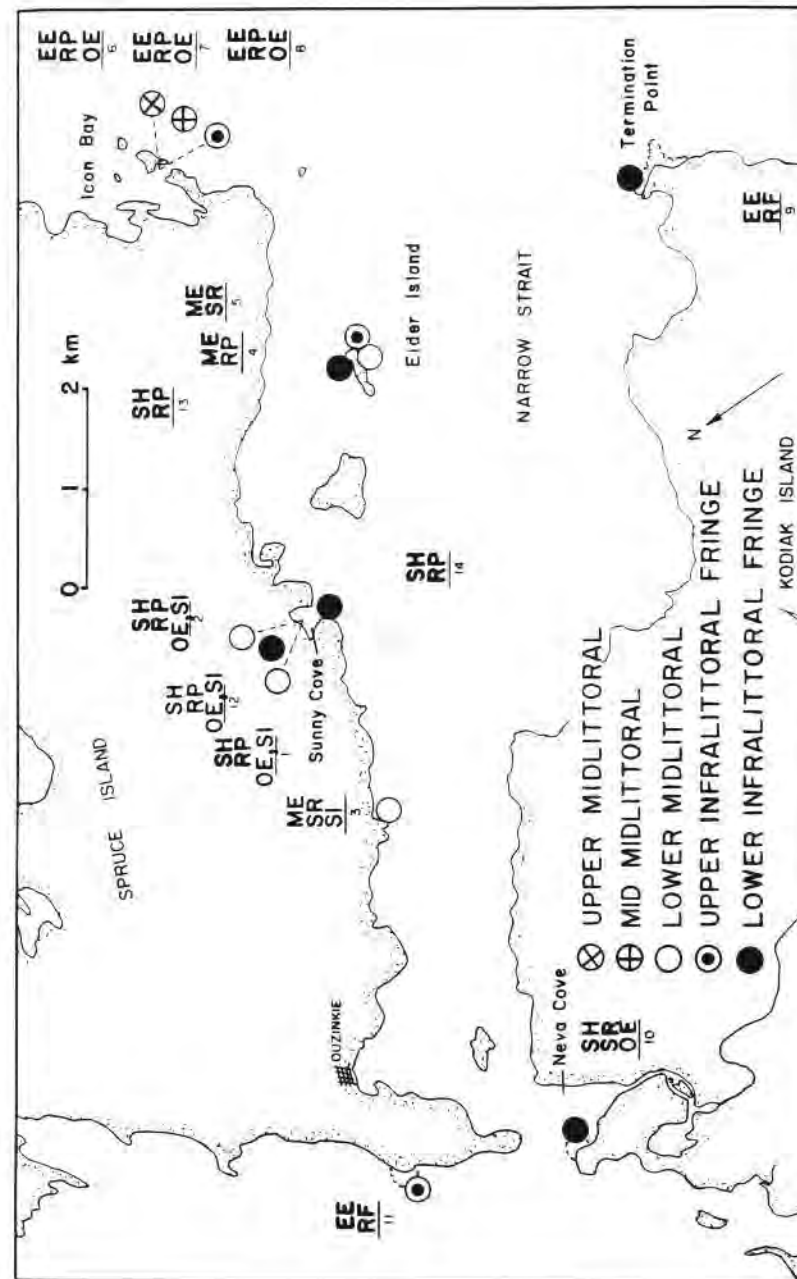 EE
RP
OE
6
EE
RP
OE
7
EE
RP
OE
8
Icon Bay
ME
SR
5
ME
RP
4
SH
RP
13
km
2
1
0
Elder Island
NARROW STRAIT
Termination
Point
EE
RF
9
N
KODIAK ISLAND
SH
RP
14
SH
RP
OE,SI
2
SH
RP
OE,SI
12
SH
RP
OE,SI
1
Sunny Cove
ME
SR
SI
3
SPRUCE ISLAND
OUZINKIE
EE
RF
11
Neva Cove
SH
SR
OE
10
UPPER MIDLITTORAL
MID MIDLITTORAL
LOWER MIDLITTORAL
UPPER INFRALITTORAL FRINGE
LOWER INFRALITTORAL FRINGE